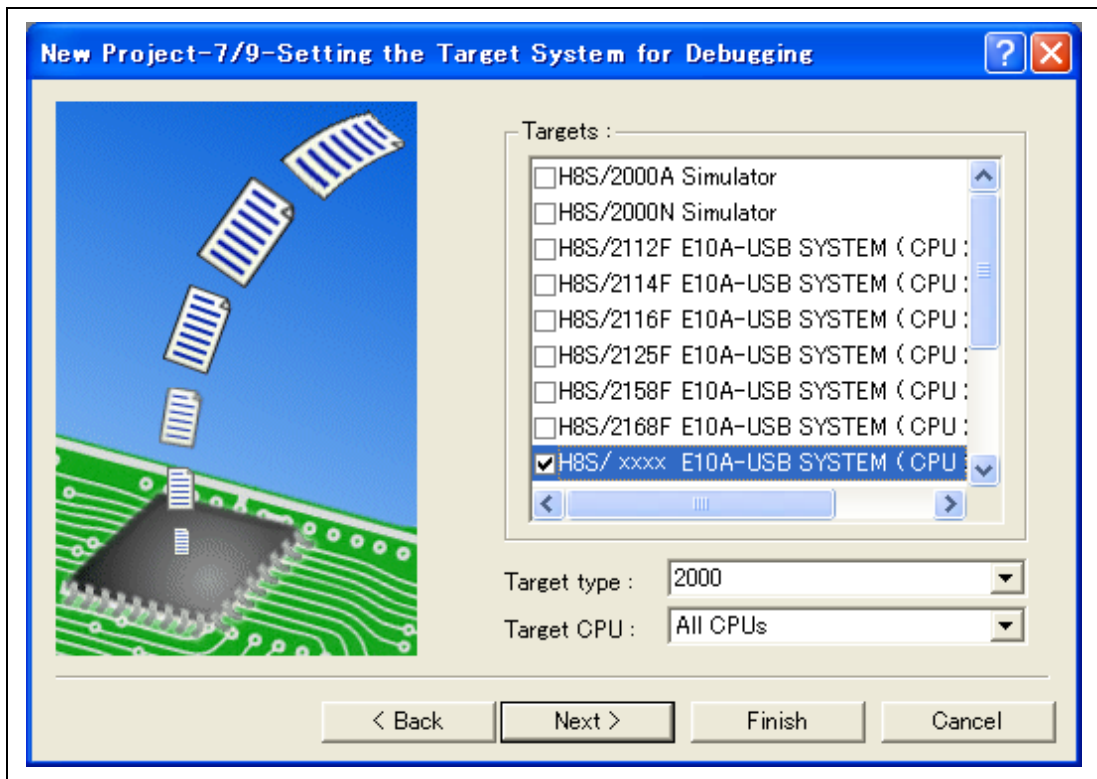 New Project-7/9-Setting the Target System for Debugging
Targets :
H8S/2000A Simulator
H8S/2000N Simulator
H8S/2112F E10A-USB SYSTEM (CPU :
H8S/2114F E10A-USB SYSTEM (CPU :
H8S/2116F E10A-USB SYSTEM (CPU :
H8S/2125F E10A-USB SYSTEM (CPU :
H8S/2158F E10A-USB SYSTEM (CPU :
H8S/2168F E10A-USB SYSTEM (CPU :
H8S/ xxxx E10A-USB SYSTEM (CPU :
Target type : 2000
Target CPU : All CPUs
< Back Next > Finish Cancel